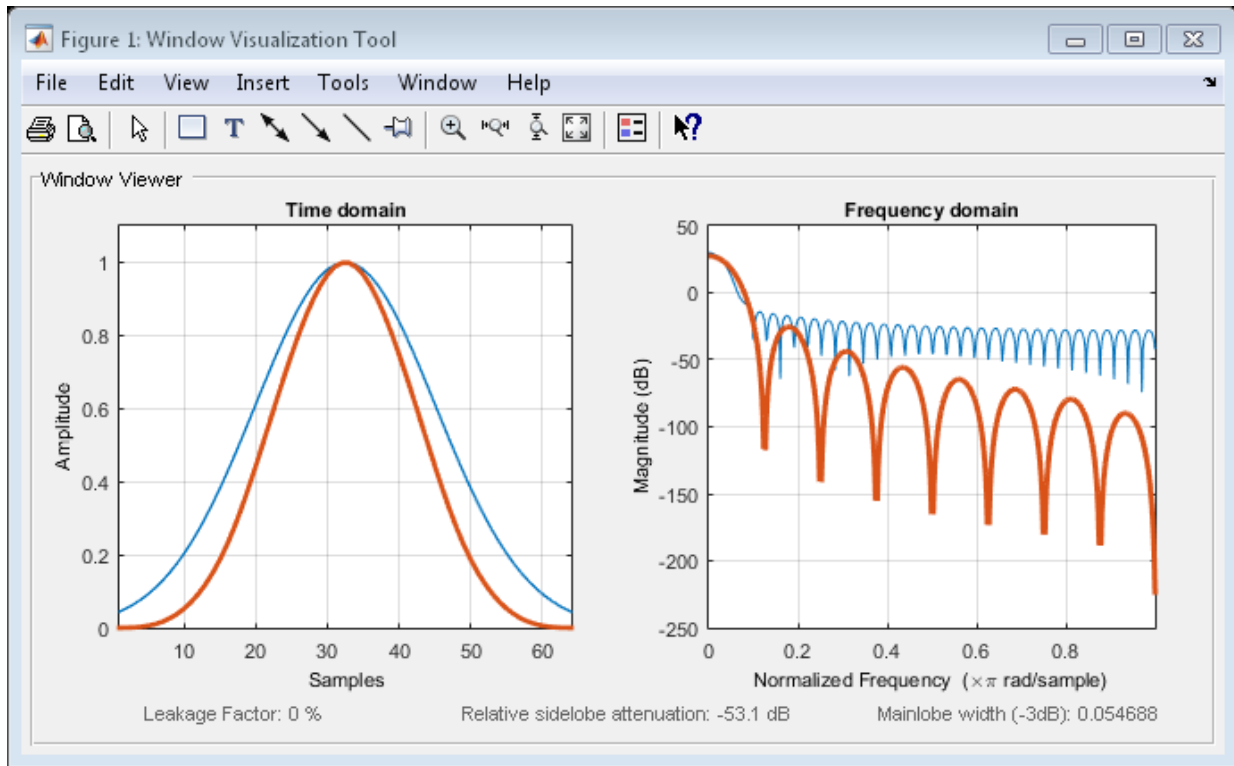 Figure 1: Window Visualization Tool
File Edit View Insert Tools Window Help
T
?
Window Viewer
Time domain
1
0.8
0.6
0.4
0.2
0
Amplitude
10 20 30 40 50 60
Samples
Frequency domain
50
0
-50
-100
-150
-200
-250
Magnitude (dB)
0 0.2 0.4 0.6 0.8
Normalized Frequency (×π rad/sample)
Leakage Factor: 0 % Relative sidelobe attenuation: -53.1 dB Mainlobe width (-3dB): 0.054688